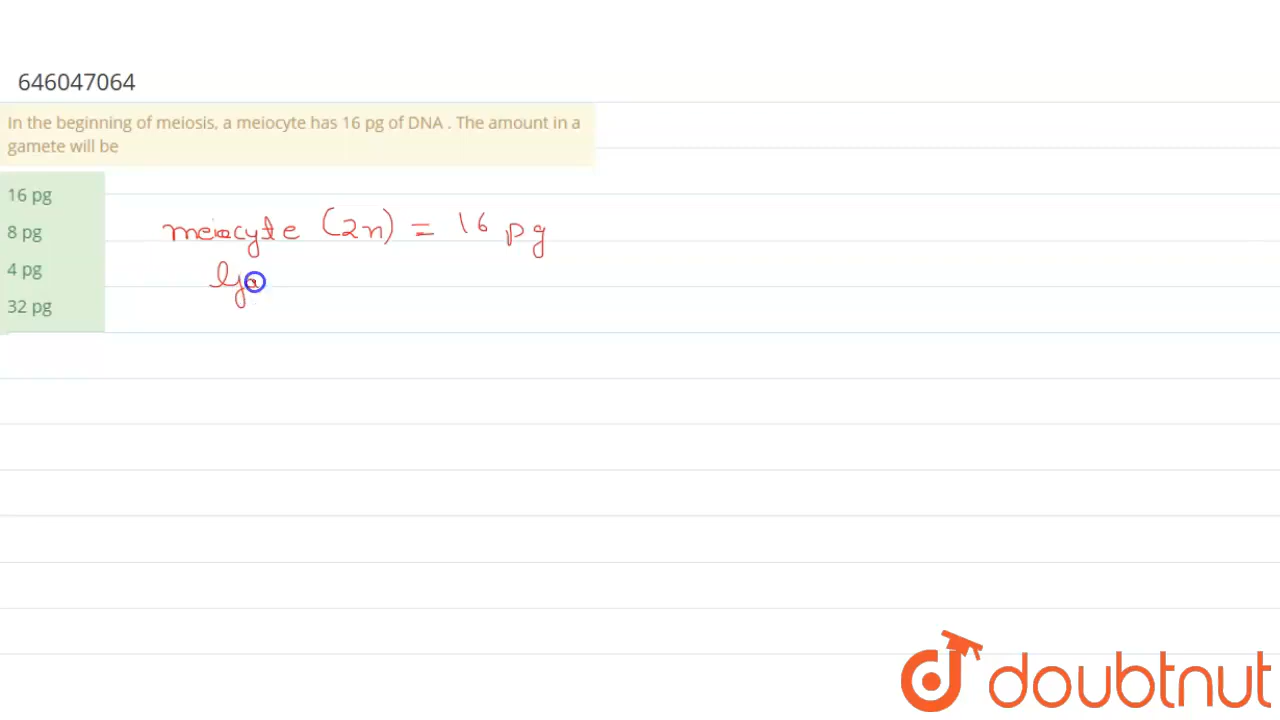 646047064
In the beginning of meiosis, a meiocyte has 16 pg of DNA . The amount in a
gamete will be
16 pg
8 pg
4 pg
32 pg
meiocyte (2n) = 16 pg
doubtnut